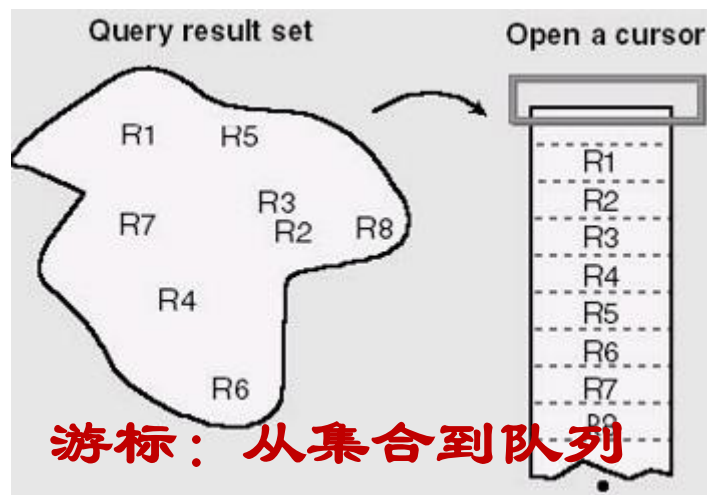 Query result set
Open a cursor
R1
R5
R3
R7
R2
R8
R4
R6
R1
R2
R3
R4
R5
R6
R7
R8
游标：从集合到队列